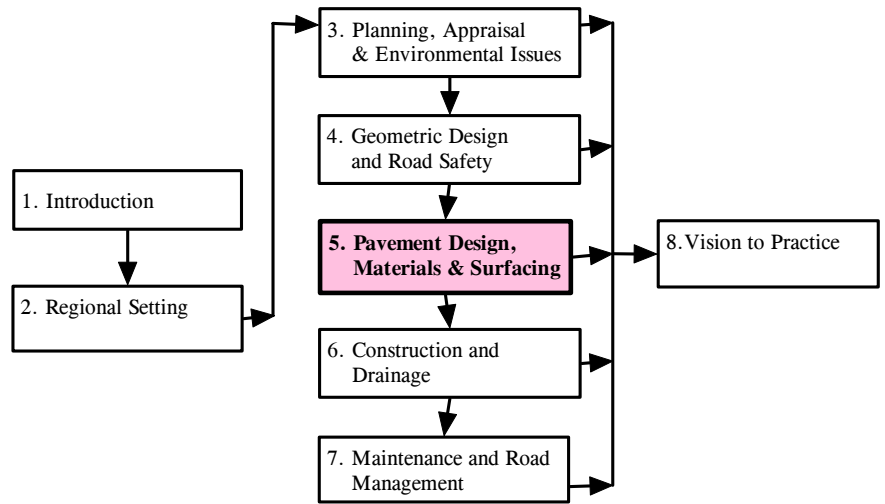 1. Introduction
2. Regional Setting
3. Planning, Appraisal
& Environmental Issues
4. Geometric Design
and Road Safety
5. Pavement Design,
Materials & Surfacing
6. Construction and
Drainage
7. Maintenance and Road
Management
8.Vision to Practice